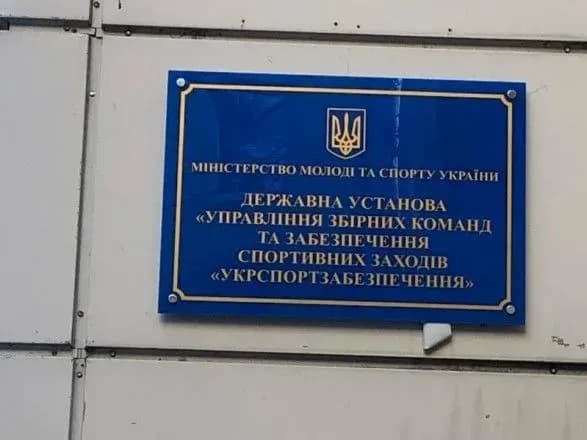 МІНІСТЕРСТВО МОЛОДІ ТА СПОРТУ УКРАЇНИ
ДЕРЖАВНА УСТАНОВА
«УПРАВЛІННЯ ЗБІРНИХ КОМАНД
ТА ЗАБЕЗПЕЧЕННЯ
СПОРТИВНИХ ЗАХОДІВ
«УКРСПОРТЗАБЕЗПЕЧЕННЯ»